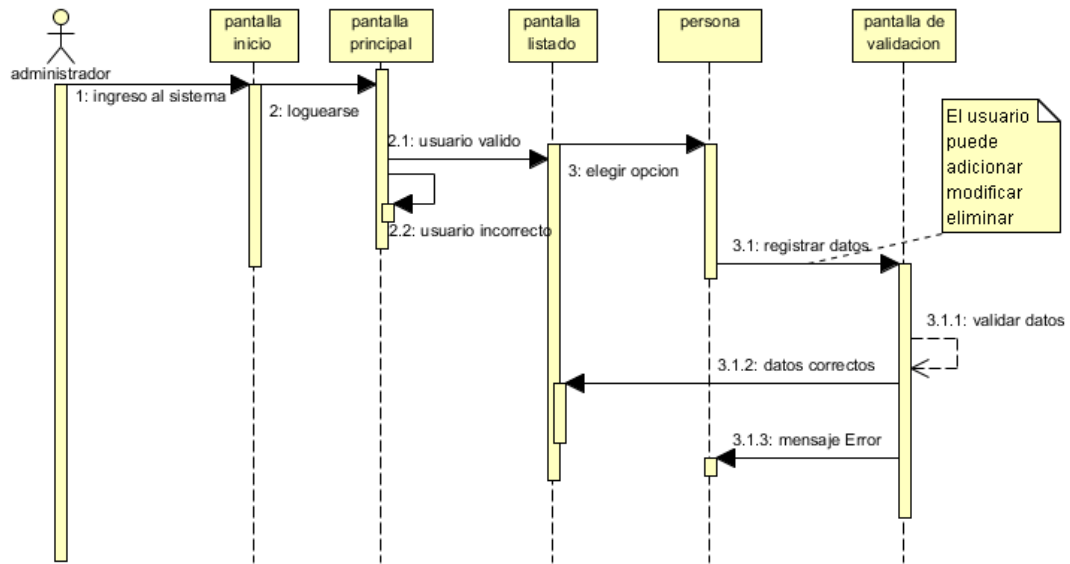 pantalla
inicio
pantalla
principal
pantalla
listado
persona
pantalla de
validacion
administrador
1: ingreso al sistema
2: loguearse
2.1: usuario valido
3: elegir opcion
2.2: usuario incorrecto
El usuario
puede
adicionar
modificar
eliminar
3.1: registrar datos
3.1.1: validar datos
3.1.2: datos correctos
3.1.3: mensaje Error